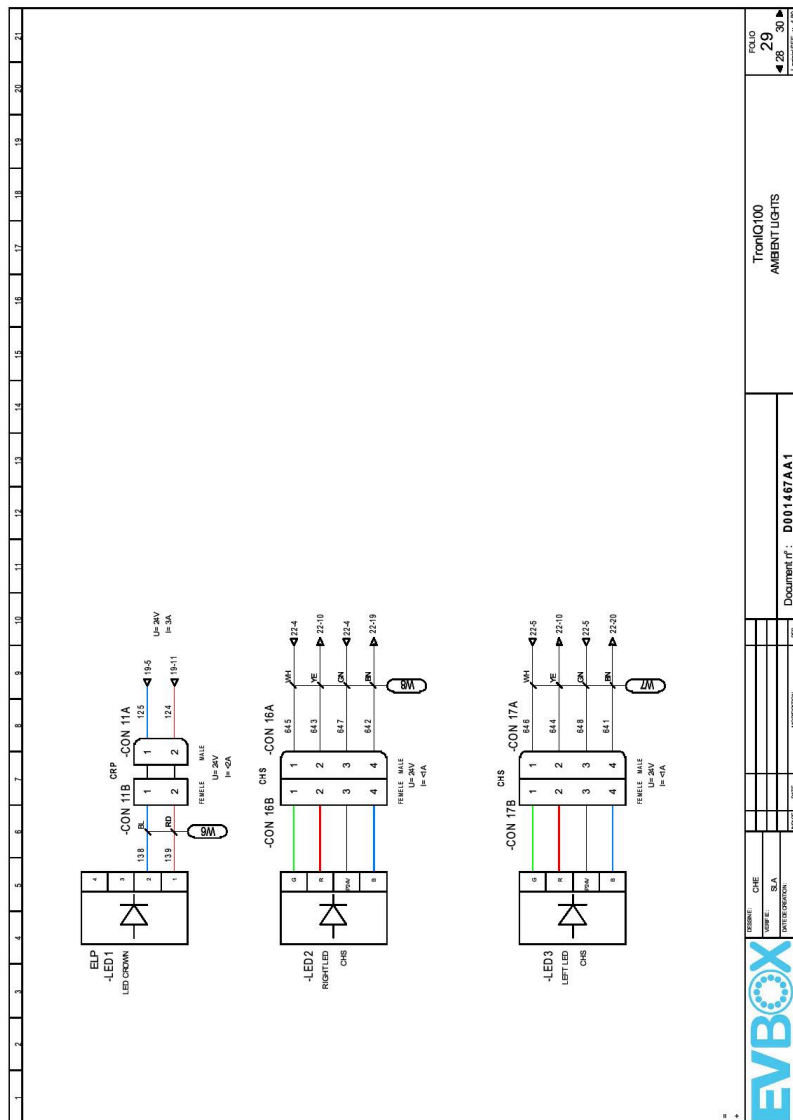 1 2 3 4 5 6 7 8 9 10 11 12 13 14 15 16 17 18 19 20 21
ELP
-LED1
LED CROWN
4
3
2
1
138
139
BL
RD
W6
-CON 11B
CRP
-CON 11A
1 1
2 2
FEMELE MALE
U= 24V
I= <2A
125
124
19-5
19-11
U= 24V
I= 3A
-LED2
RIGHT LED
CHS
G
R
P24V
B
-CON 16B
CHS
-CON 16A
1 1
2 2
3 3
4 4
FEMELE MALE
U= 24V
I= <1A
645 WH 22-4
643 YE 22-10
647 GN 22-4
642 BN 22-19
W8
-LED3
LEFT LED
CHS
G
R
P24V
B
-CON 17B
CHS
-CON 17A
1 1
2 2
3 3
4 4
FEMELE MALE
U= 24V
I= <1A
646 WH 22-5
644 YE 22-10
648 GN 22-5
641 BN 22-20
W7
=
+
EVBOX
DESSINE: CHE
VERIFIE: SLA
DATE DE CREATION:
Document n° : D001467AA1
TronIQ100
AMBIENT LIGHTS
FOLIO
29
28 30